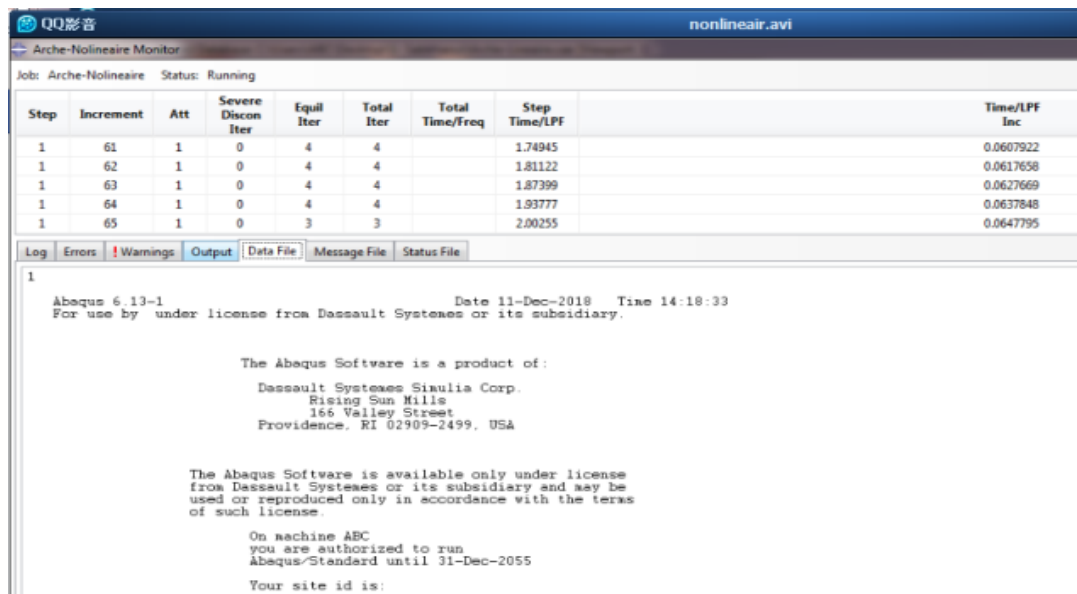 QQ影音 nonlineair.avi
Arche-Nolineaire Monitor
Job: Arche-Nolineaire Status: Running
Step Increment Att Severe Discon Iter Equil Iter Total Iter Total Time/Freq Step Time/LPF Time/LPF Inc
1 61 1 0 4 4 1.74945 0.0607922
1 62 1 0 4 4 1.81122 0.0617658
1 63 1 0 4 4 1.87399 0.0627669
1 64 1 0 4 4 1.93777 0.0637848
1 65 1 0 3 3 2.00255 0.0647795
Log Errors ! Warnings Output Data File Message File Status File
1
Abaqus 6.13-1 Date 11-Dec-2018 Time 14:18:33
For use by under license from Dassault Systemes or its subsidiary.
The Abaqus Software is a product of:
Dassault Systemes Simulia Corp.
Rising Sun Mills
166 Valley Street
Providence, RI 02909-2499, USA
The Abaqus Software is available only under license
from Dassault Systemes or its subsidiary and may be
used or reproduced only in accordance with the terms
of such license.
On machine ABC
you are authorized to run
Abaqus/Standard until 31-Dec-2055
Your site id is: